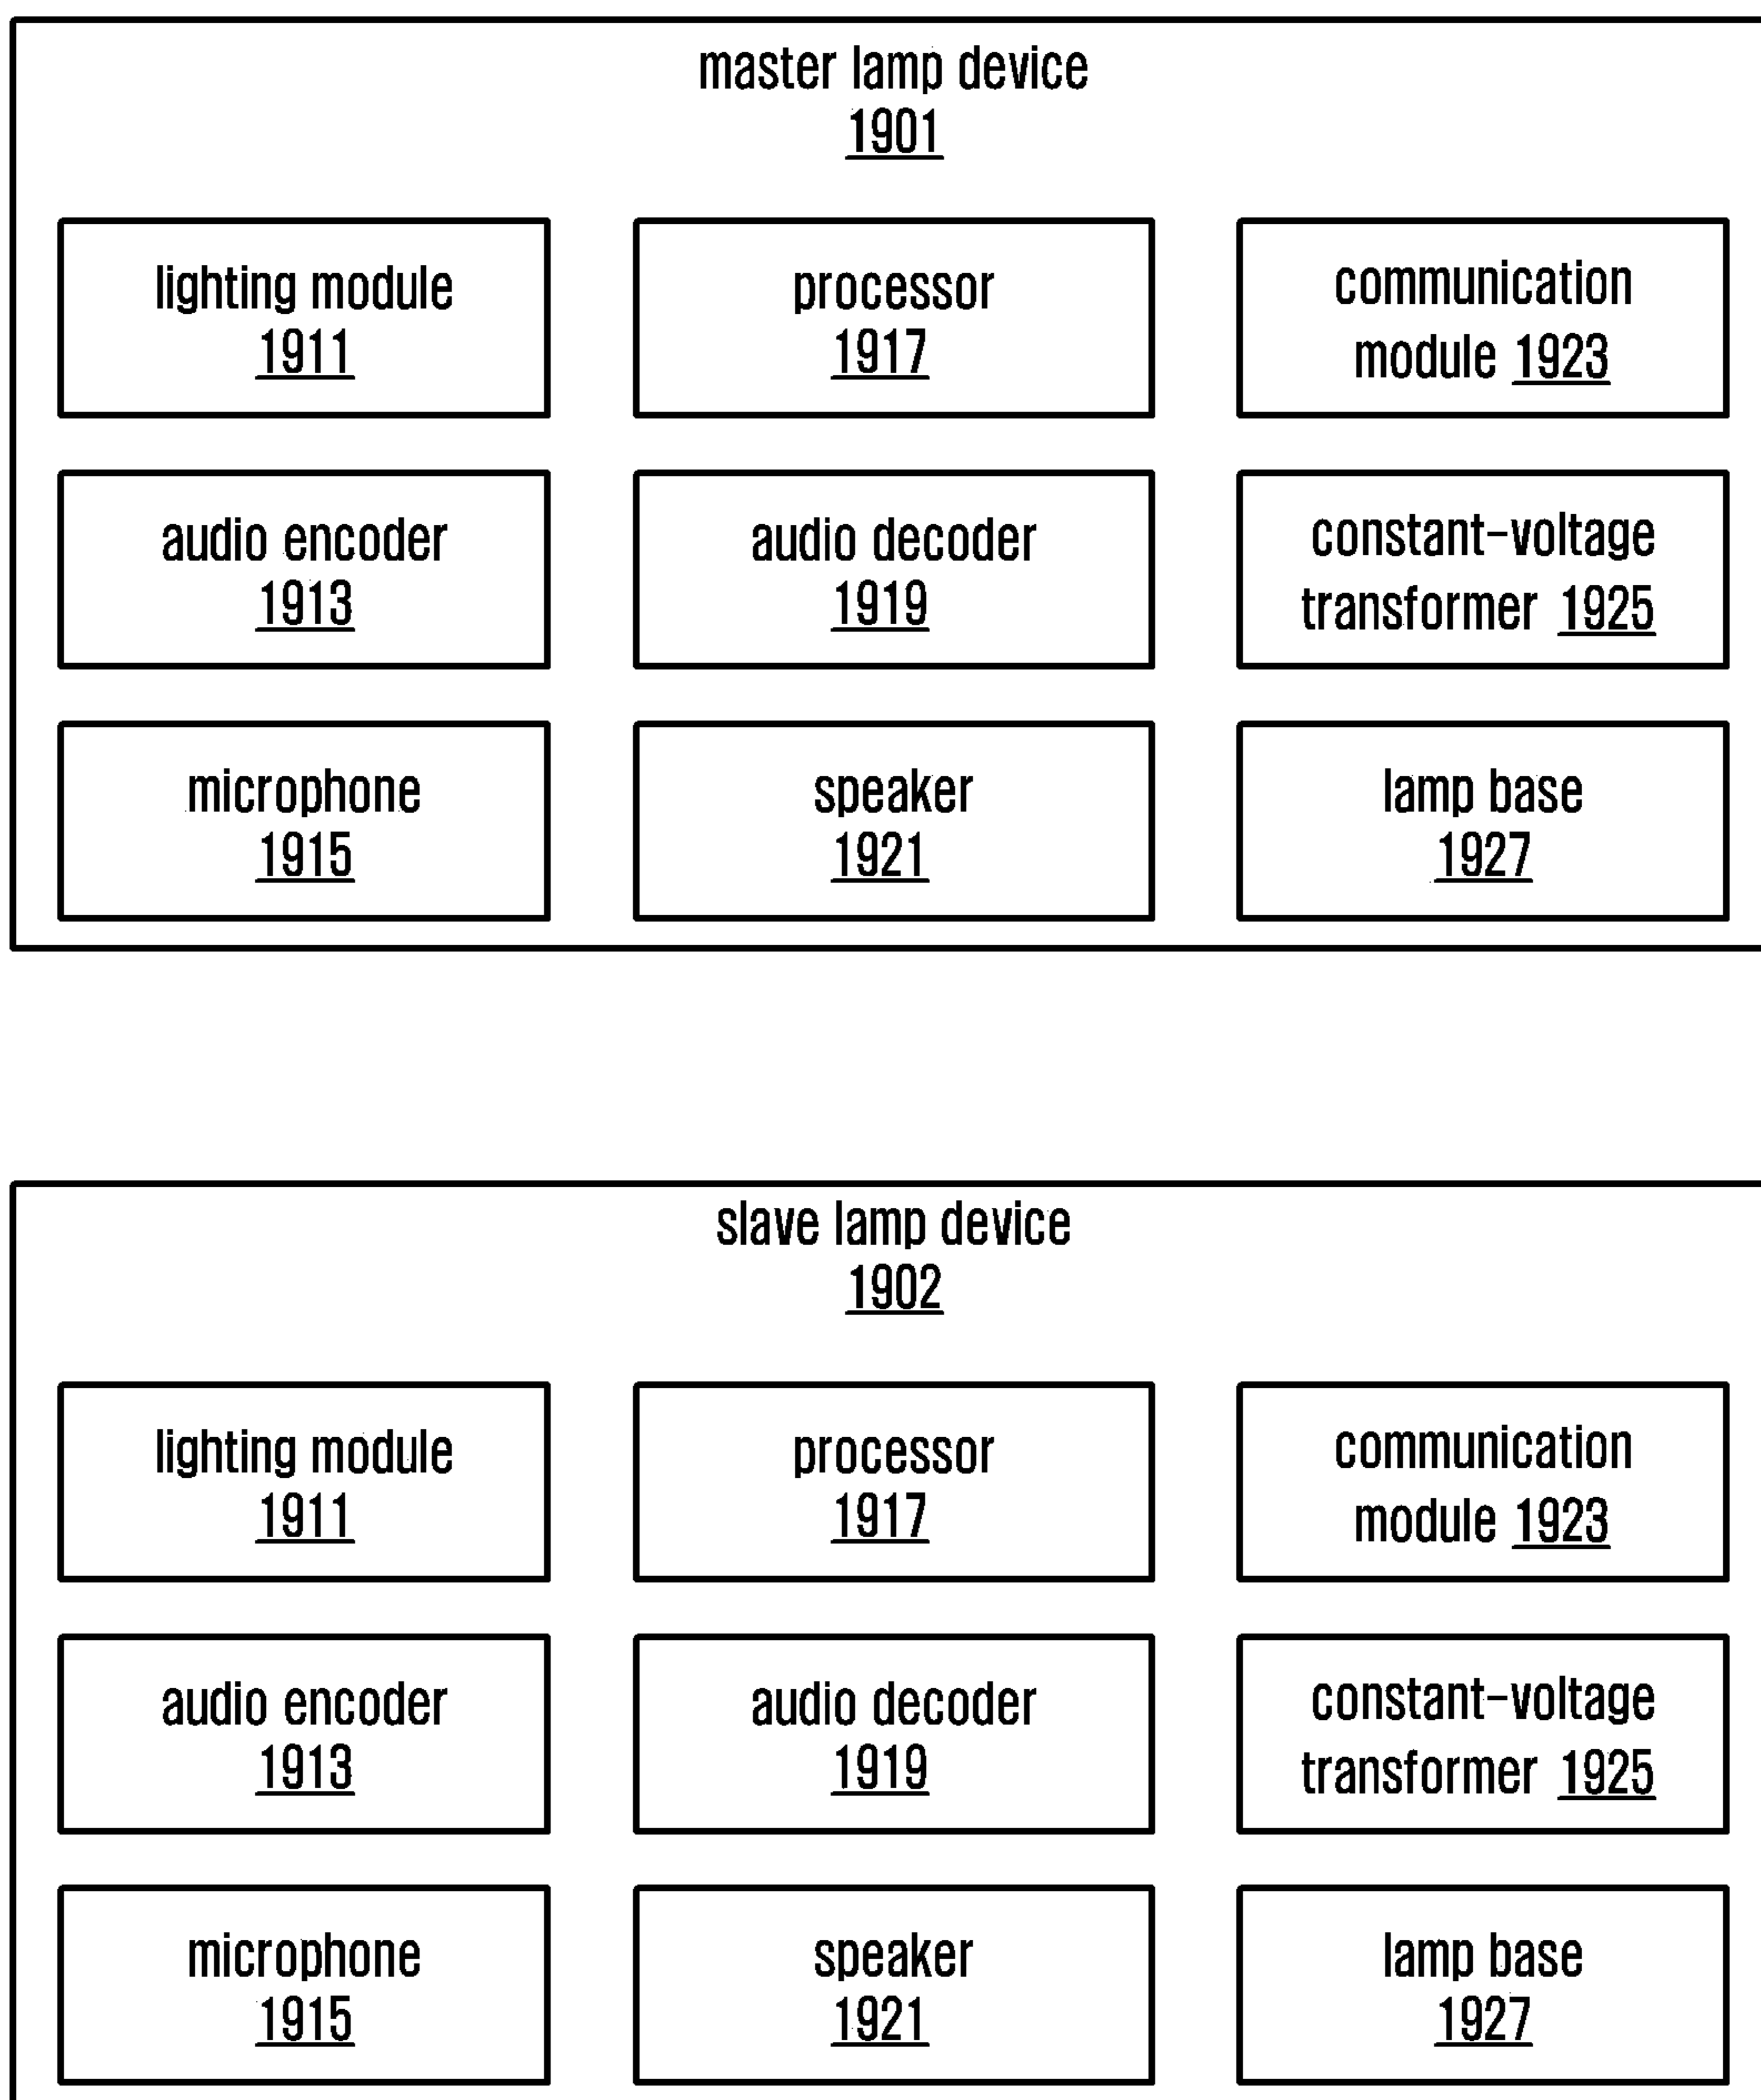 master lamp device
1901
lighting module
1911
processor
1917
communication
module 1923
audio encoder
1913
audio decoder
1919
constant-voltage
transformer 1925
microphone
1915
speaker
1921
lamp base
1927
slave lamp device
1902
lighting module
1911
processor
1917
communication
module 1923
audio encoder
1913
audio decoder
1919
constant-voltage
transformer 1925
microphone
1915
speaker
1921
lamp base
1927